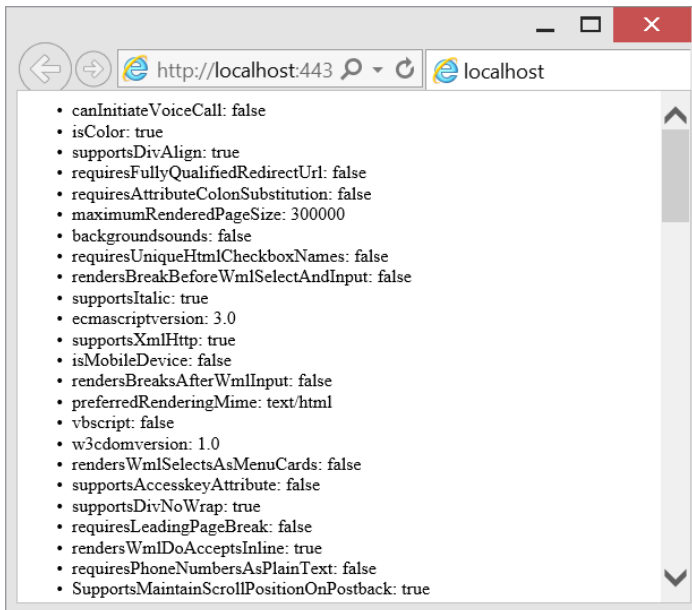 http://localhost:443
localhost
• canInitiateVoiceCall: false
• isColor: true
• supportsDivAlign: true
• requiresFullyQualifiedRedirectUrl: false
• requiresAttributeColonSubstitution: false
• maximumRenderedPageSize: 300000
• backgroundsounds: false
• requiresUniqueHtmlCheckboxNames: false
• rendersBreakBeforeWmlSelectAndInput: false
• supportsItalic: true
• ecmascriptversion: 3.0
• supportsXmlHttp: true
• isMobileDevice: false
• rendersBreaksAfterWmlInput: false
• preferredRenderingMime: text/html
• vbscript: false
• w3cdomversion: 1.0
• rendersWmlSelectsAsMenuCards: false
• supportsAccesskeyAttribute: false
• supportsDivNoWrap: true
• requiresLeadingPageBreak: false
• rendersWmlDoAcceptsInline: true
• requiresPhoneNumbersAsPlainText: false
• SupportsMaintainScrollPositionOnPostback: true